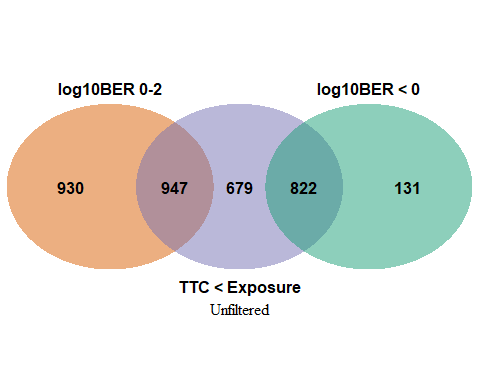 log10BER 0-2 log10BER < 0
930 947 679 822 131
TTC < Exposure
Unfiltered